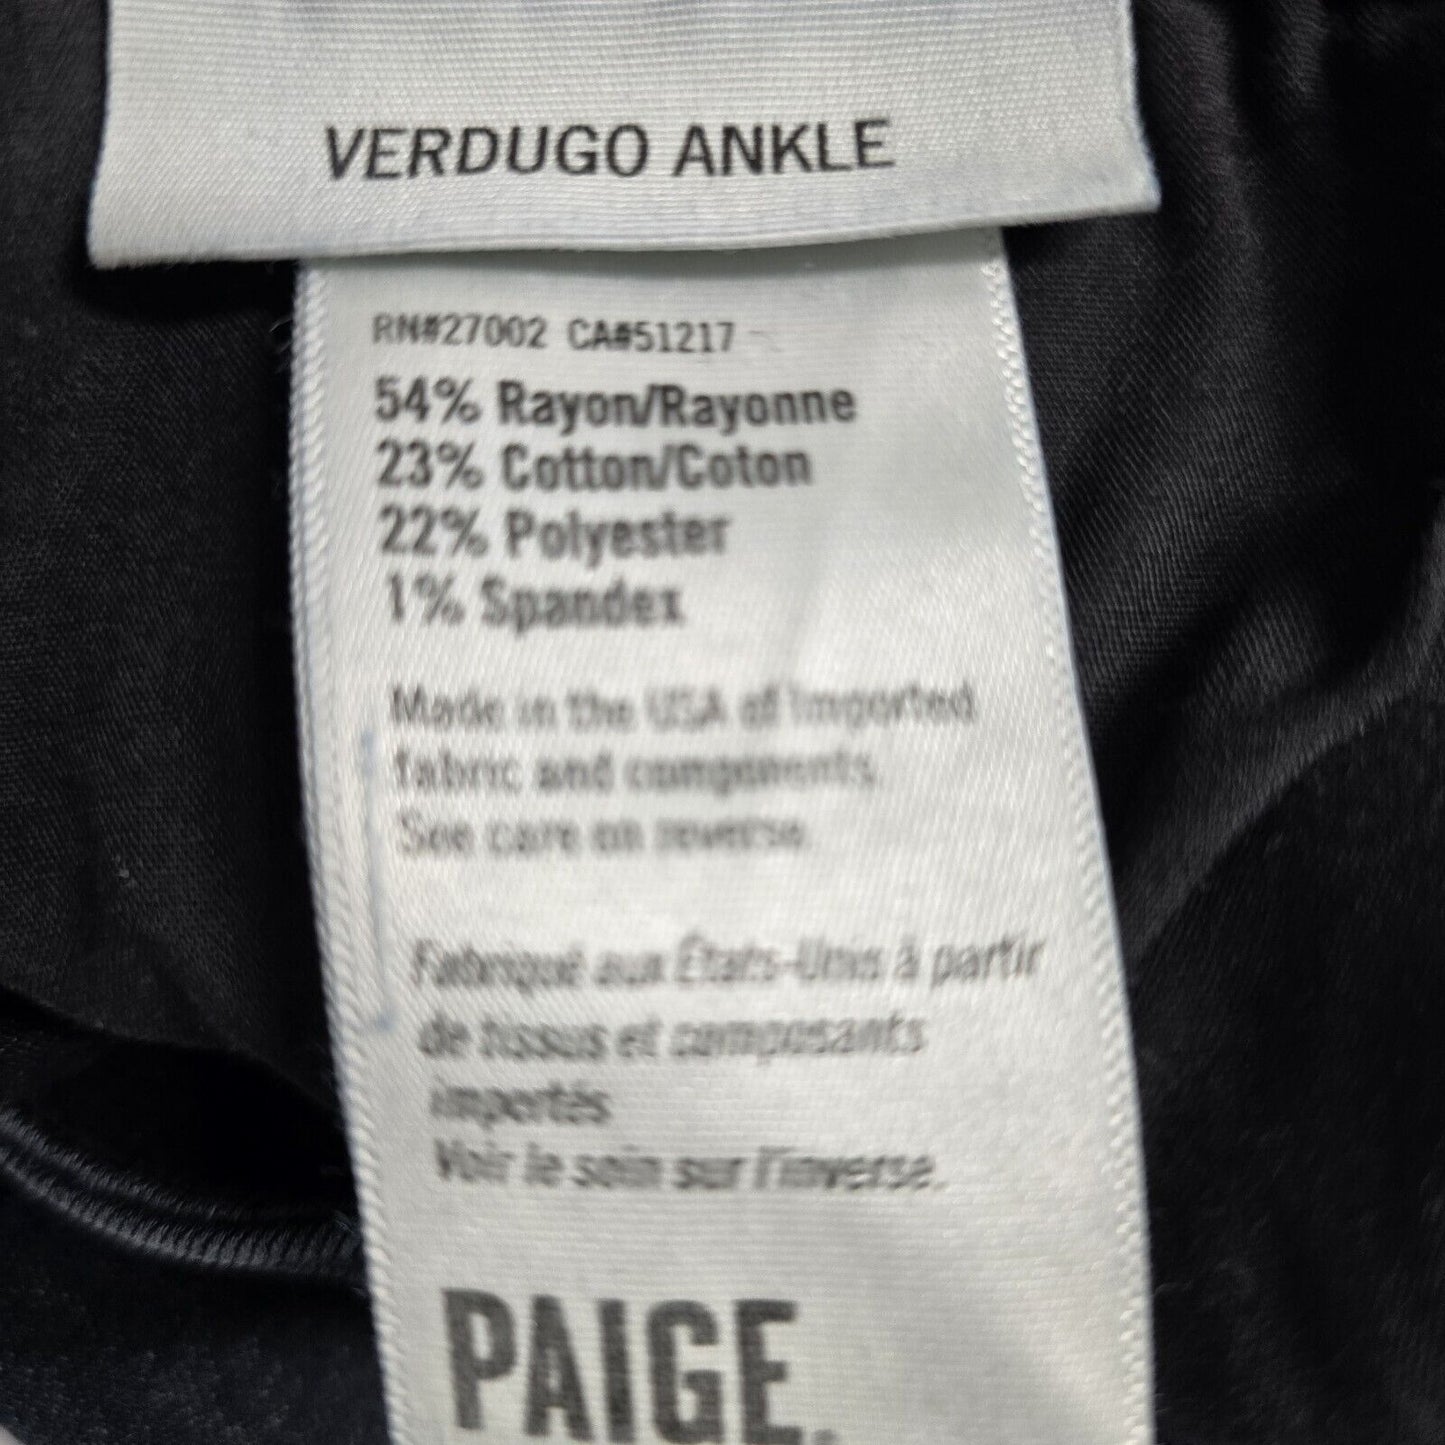 VERDUGO ANKLE
RN#27002 CA#51217
54% Rayon/Rayonne
23% Cotton/Coton
22% Polyester
1% Spandex
Made in the USA of Imported
fabric and components.
See care on reverse.
Fabriqué aux États-Unis à partir
de tissus et composants
importés
Voir le soin sur l'inverse.
PAIGE.